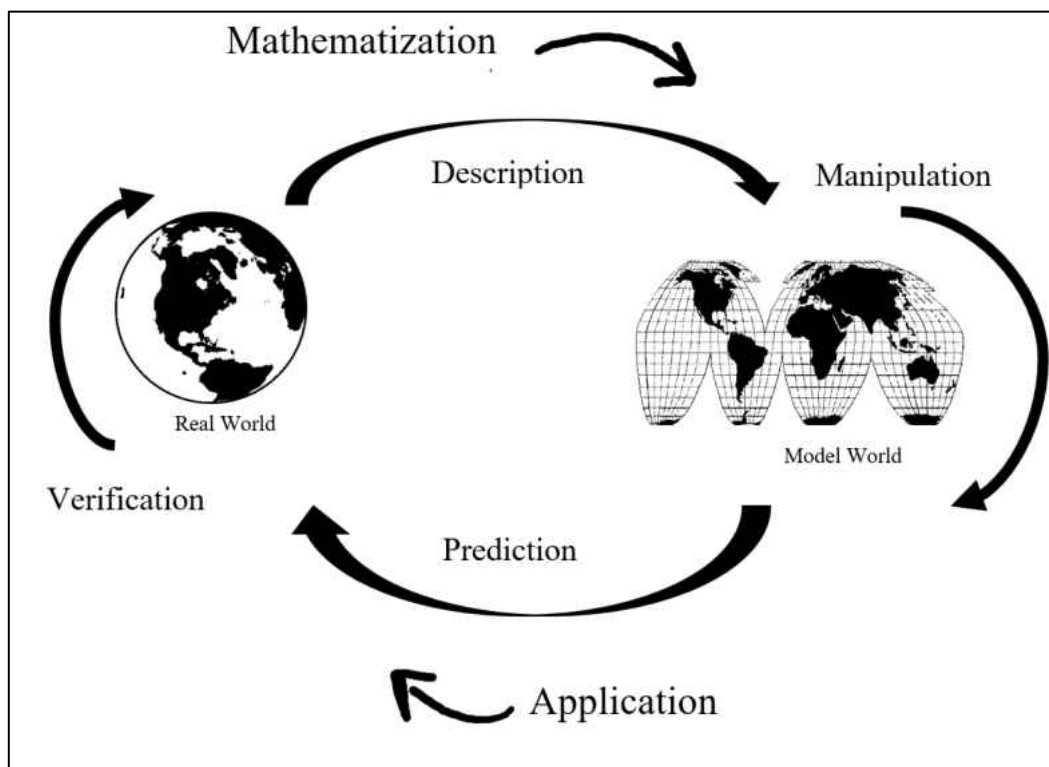 Mathematization
Description
Manipulation
Real World
Model World
Verification
Prediction
Application